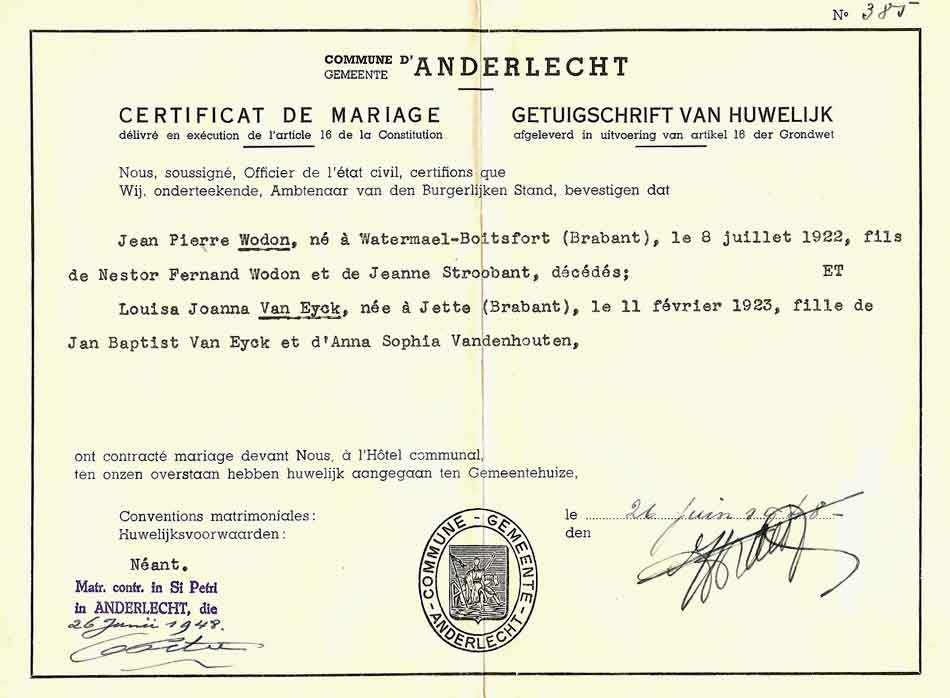 No 385
COMMUNE D'
GEMEENTE
ANDERLECHT
CERTIFICAT DE MARIAGE
délivré en exécution de l'article 16 de la Constitution
GETUIGSCHRIFT VAN HUWELIJK
afgeleverd in uitvoering van artikel 16 der Grondwet
Nous, soussigné, Officier de l'état civil, certifions que
Wij. onderteekende, Ambtenaar van den Burgerlijken Stand, bevestigen dat
Jean Pierre Wodon, né à Watermael-Boitsfort (Brabant), le 8 juillet 1922, fils
de Nestor Fernand Wodon et de Jeanne Stroobant, décédés; ET
Louisa Joanna Van Eyck, née à Jette (Brabant), le 11 février 1923, fille de
Jan Baptist Van Eyck et d'Anna Sophia Vandenhouten,
ont contracté mariage devant Nous, à l'Hôtel communal,
ten onzen overstaan hebben huwelijk aangegaan ten Gemeentehuize,
Conventions matrimoniales:
Huwelijksvoorwaarden:
Néant.
le 26 juin 1948
den
COMMUNE - GEMEENTE - ANDERLECHT -
Matr. contr. in Si Petri
in ANDERLECHT, die
26 Junii 1948.